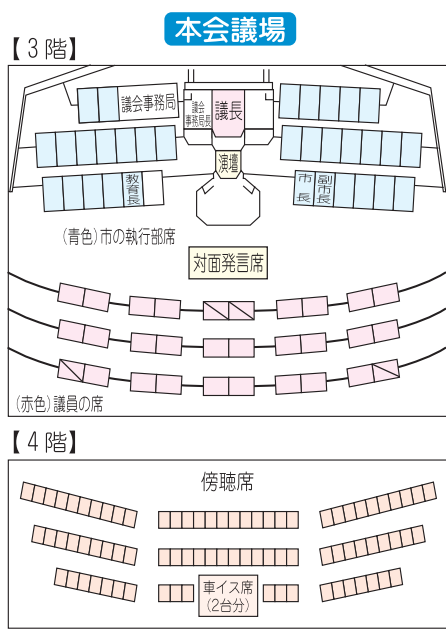 本会議場
【3階】
議会事務局
議会
事務局長
議長
演壇
教育長
市長
副市長
(青色)市の執行部席
対面発言席
(赤色)議員の席
【4階】
傍聴席
車イス席
(2台分)